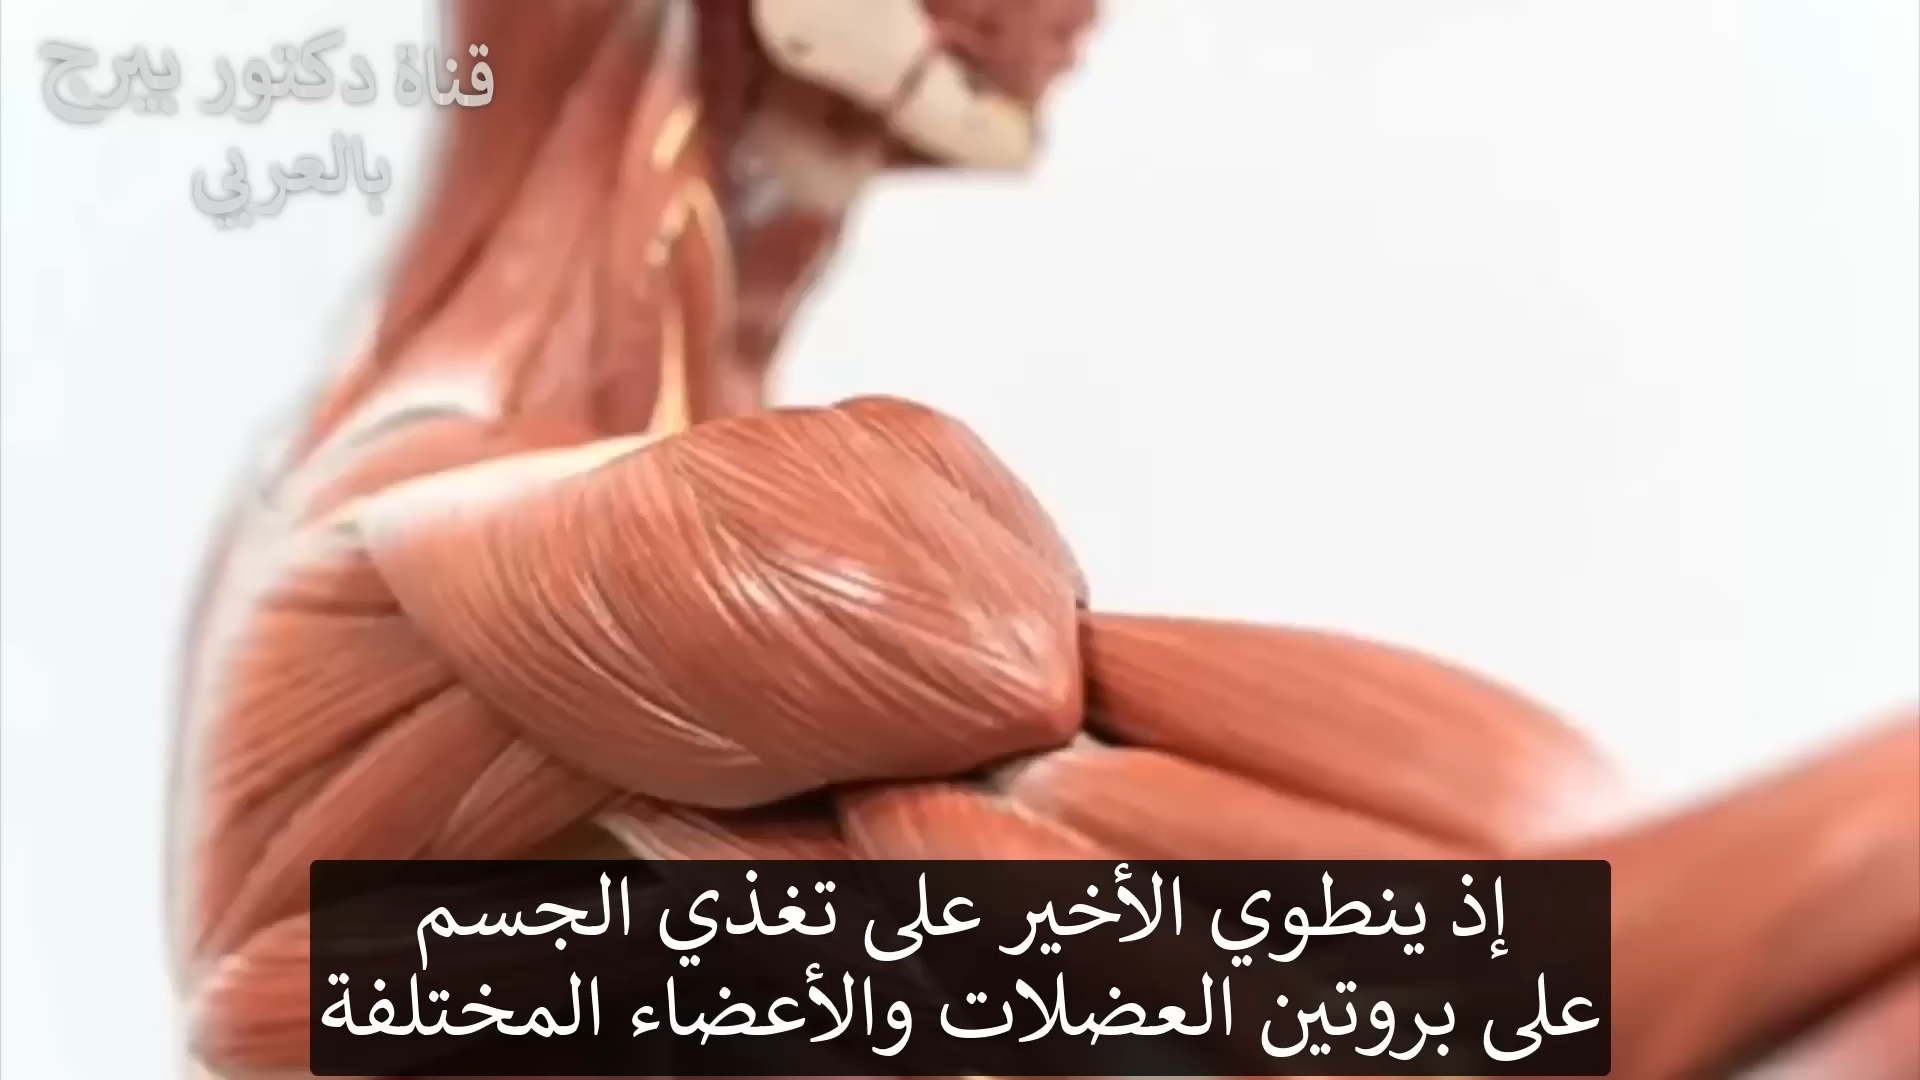 قناة دكتور بيرج
بالعربي
إذ ينطوي الأخير على تغذي الجسم
على بروتين العضلات والأعضاء المختلفة